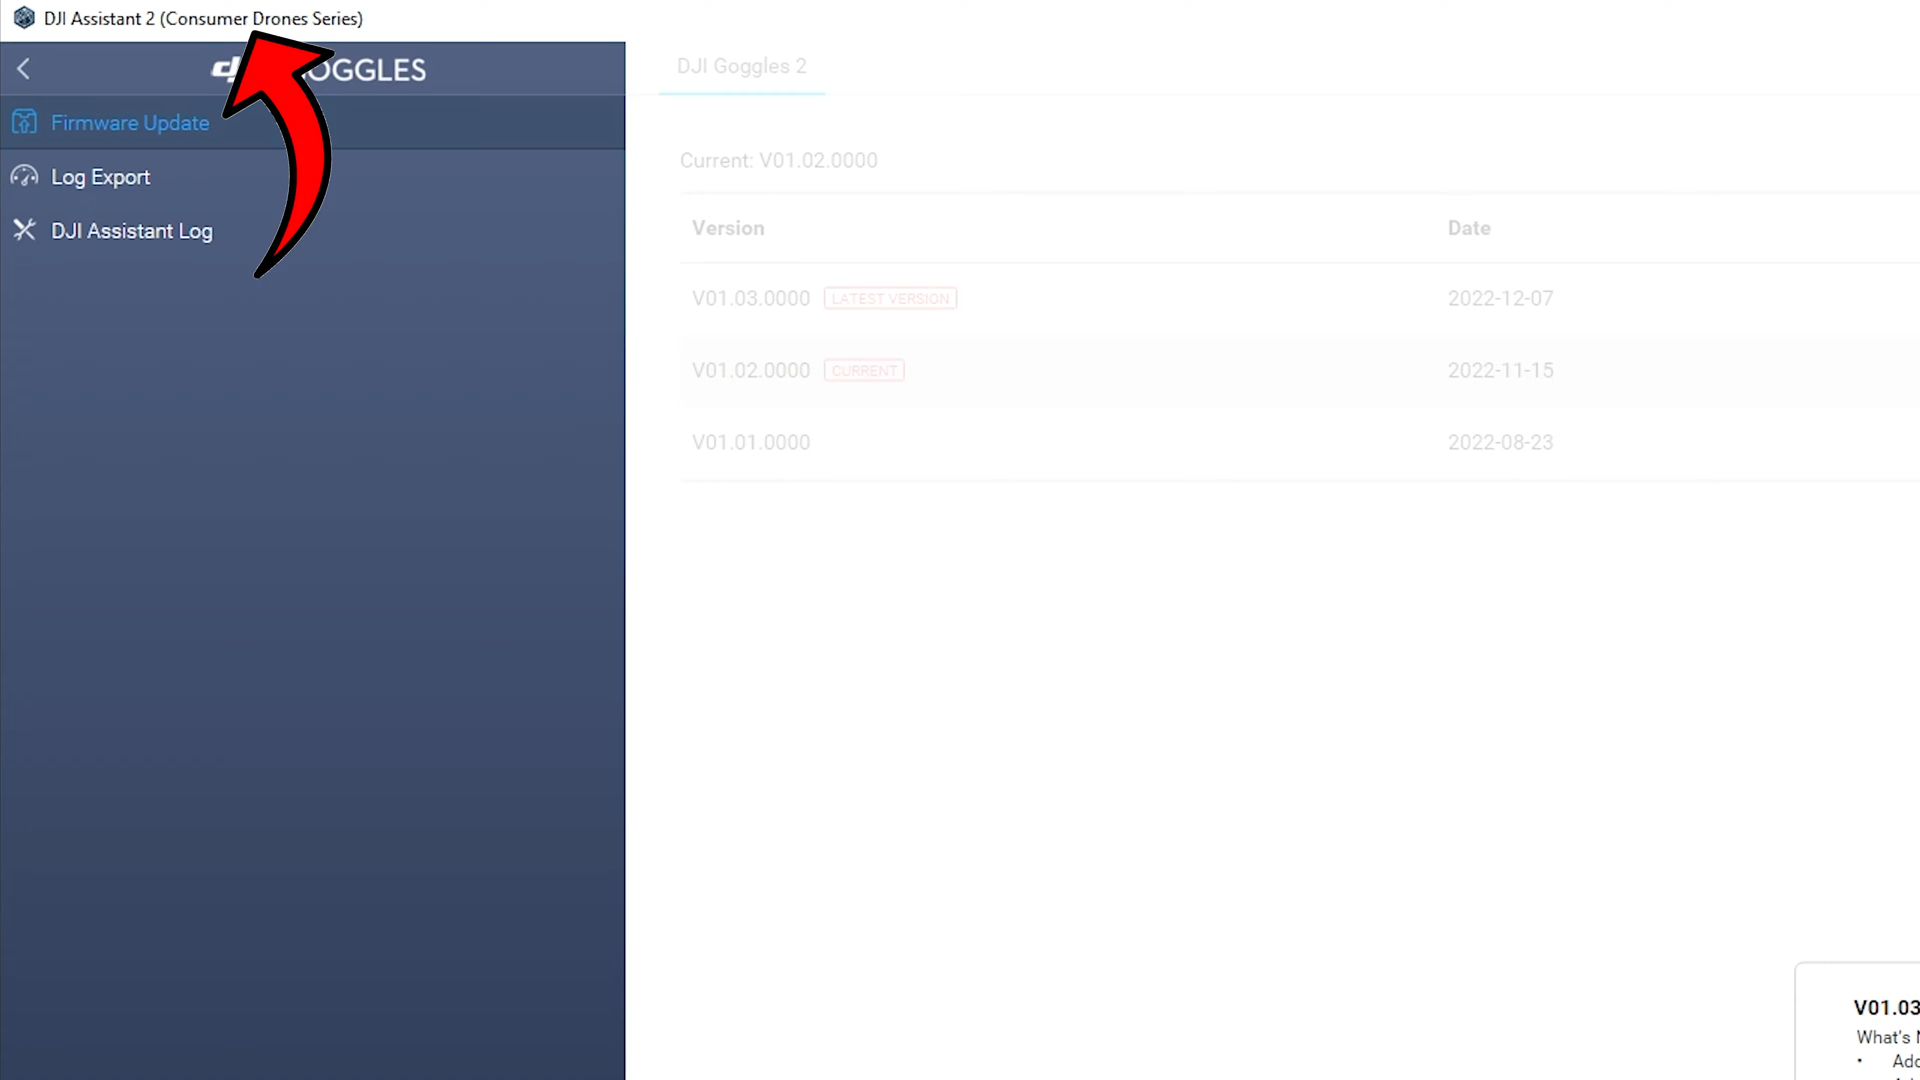 DJI Assistant 2 (Consumer Drones Series)
OGGLES
DJI Goggles 2
Firmware Update
Log Export
DJI Assistant Log
Current: V01.02.0000
Version Date
V01.03.0000 LATEST VERSION 2022-12-07
V01.02.0000 CURRENT 2022-11-15
V01.01.0000 2022-08-23
V01.03
What's